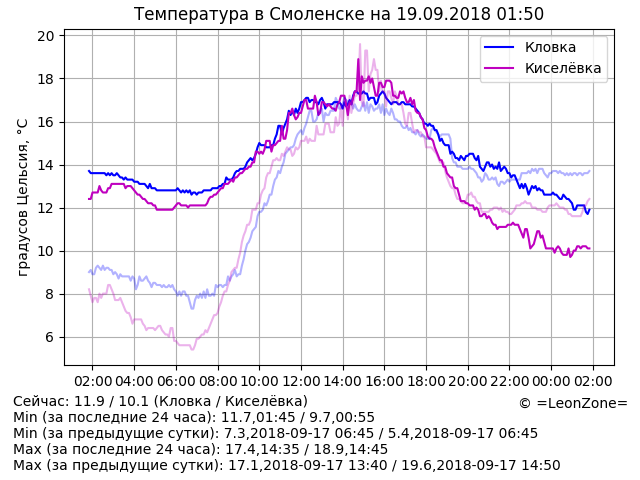 Температура в Смоленске на 19.09.2018 01:50
20
18
16
14
12
10
8
6
градусов Цельсия, °C
Кловка
Киселёвка
02:00 04:00 06:00 08:00 10:00 12:00 14:00 16:00 18:00 20:00 22:00 00:00 02:00
Сейчас: 11.9 / 10.1 (Кловка / Киселёвка)
© =LeonZone=
Min (за последние 24 часа): 11.7,01:45 / 9.7,00:55
Min (за предыдущие сутки): 7.3,2018-09-17 06:45 / 5.4,2018-09-17 06:45
Max (за последние 24 часа): 17.4,14:35 / 18.9,14:45
Max (за предыдущие сутки): 17.1,2018-09-17 13:40 / 19.6,2018-09-17 14:50